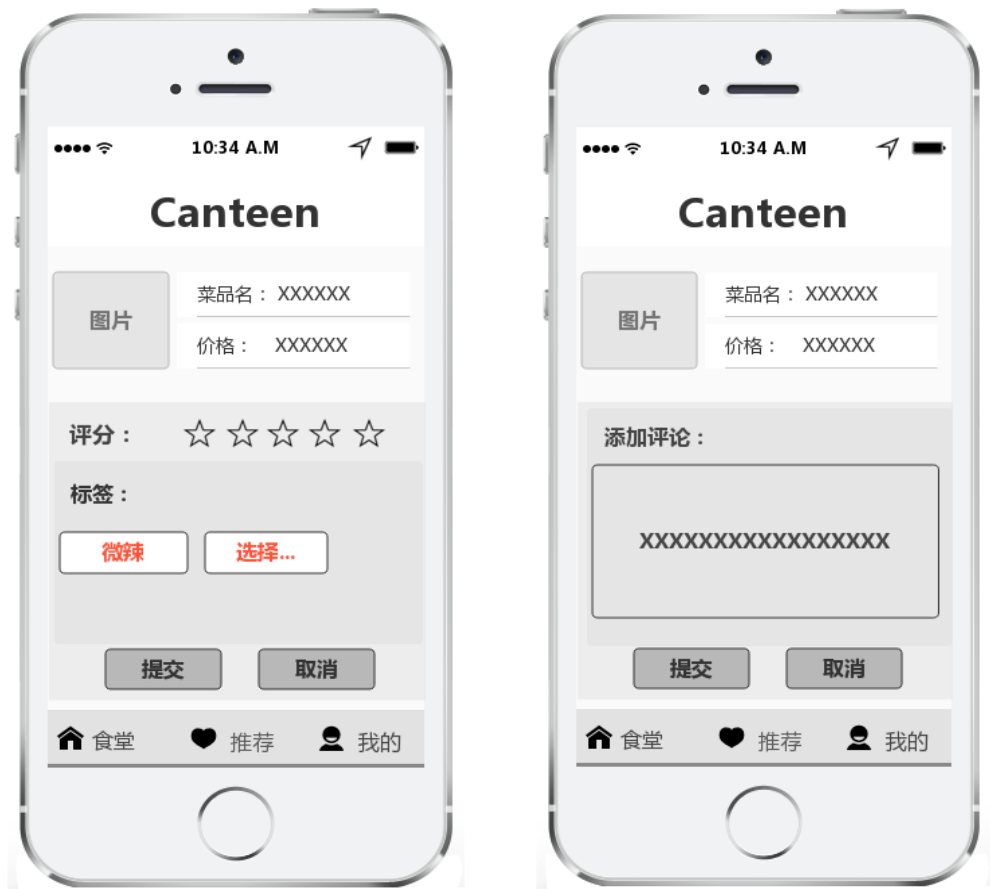 10:34 A.M
Canteen
图片
菜品名： XXXXXX
价格： XXXXXX
评分： ☆ ☆ ☆ ☆ ☆
标签：
微辣 选择...
提交 取消
食堂 推荐 我的
10:34 A.M
Canteen
图片
菜品名： XXXXXX
价格： XXXXXX
添加评论：
XXXXXXXXXXXXXXXXX
提交 取消
食堂 推荐 我的